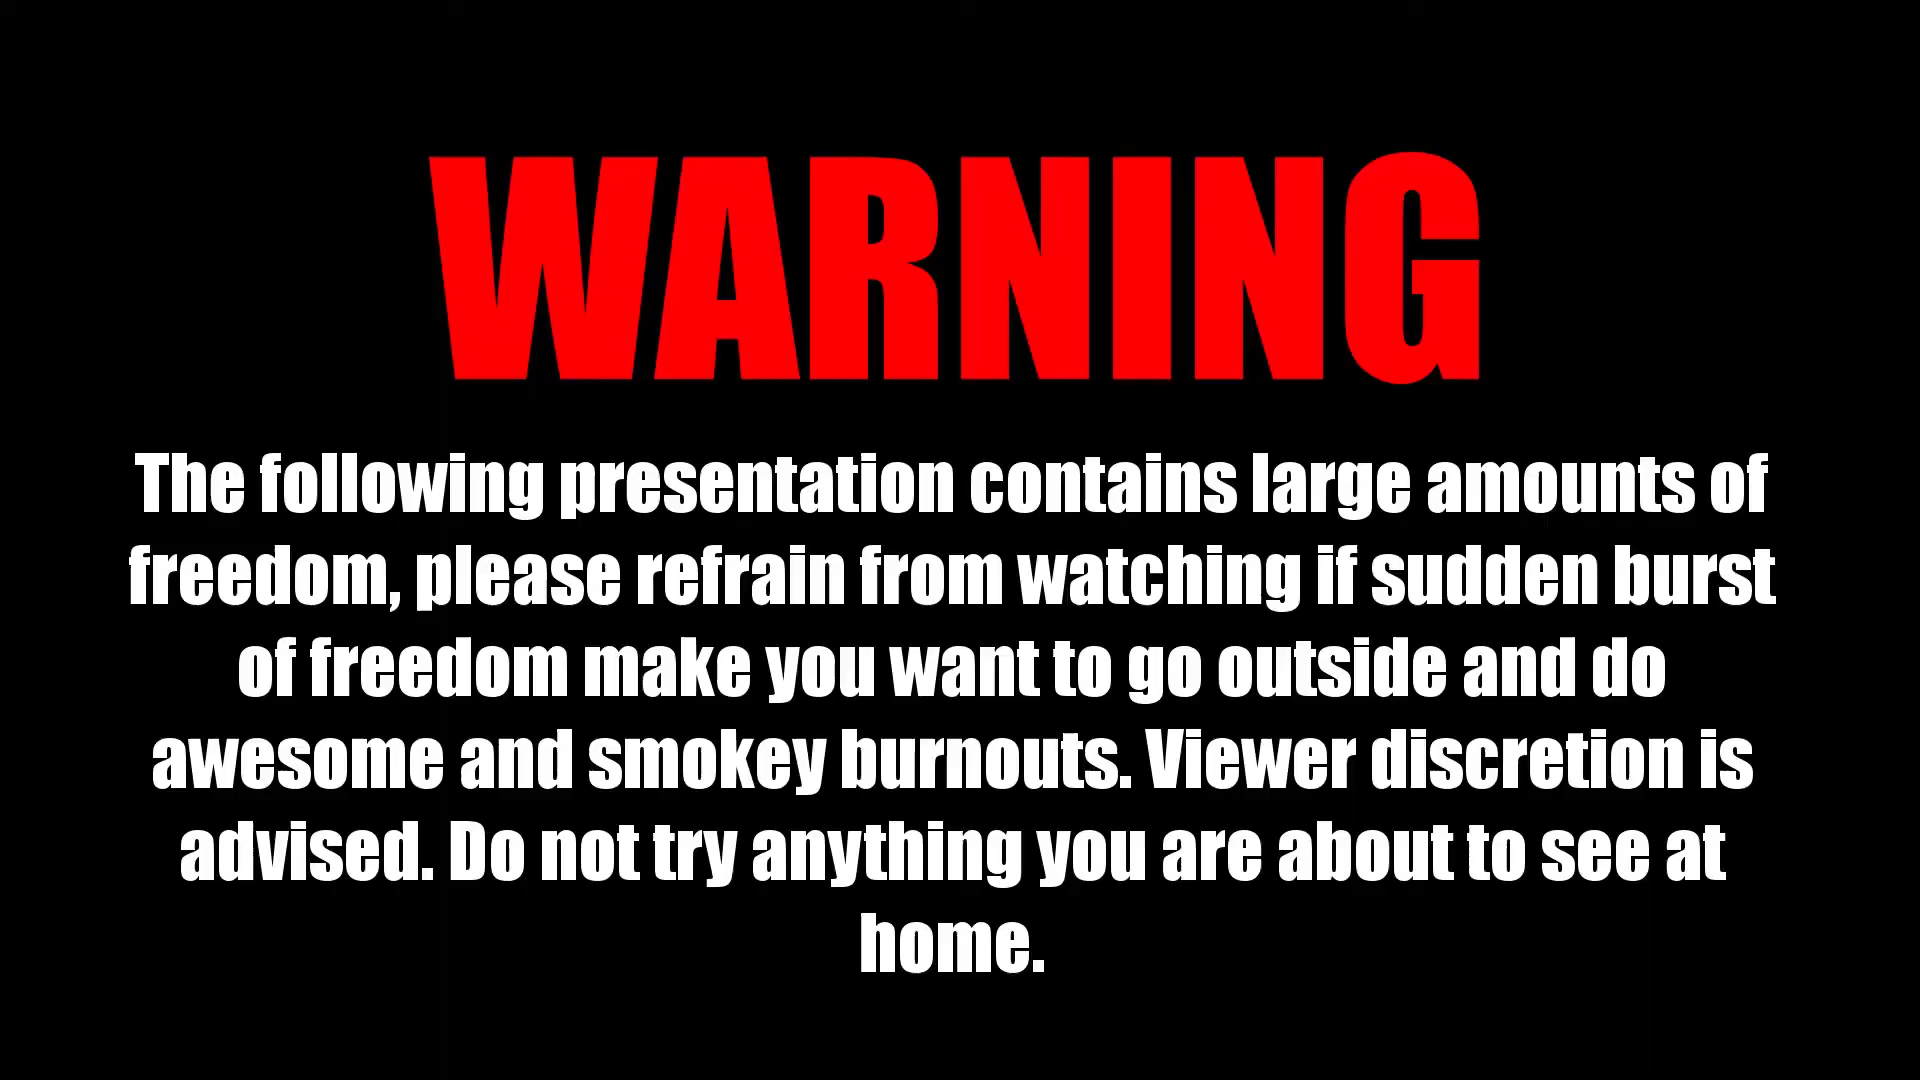 WARNING
The following presentation contains large amounts of
freedom, please refrain from watching if sudden burst
of freedom make you want to go outside and do
awesome and smokey burnouts. Viewer discretion is
advised. Do not try anything you are about to see at
home.